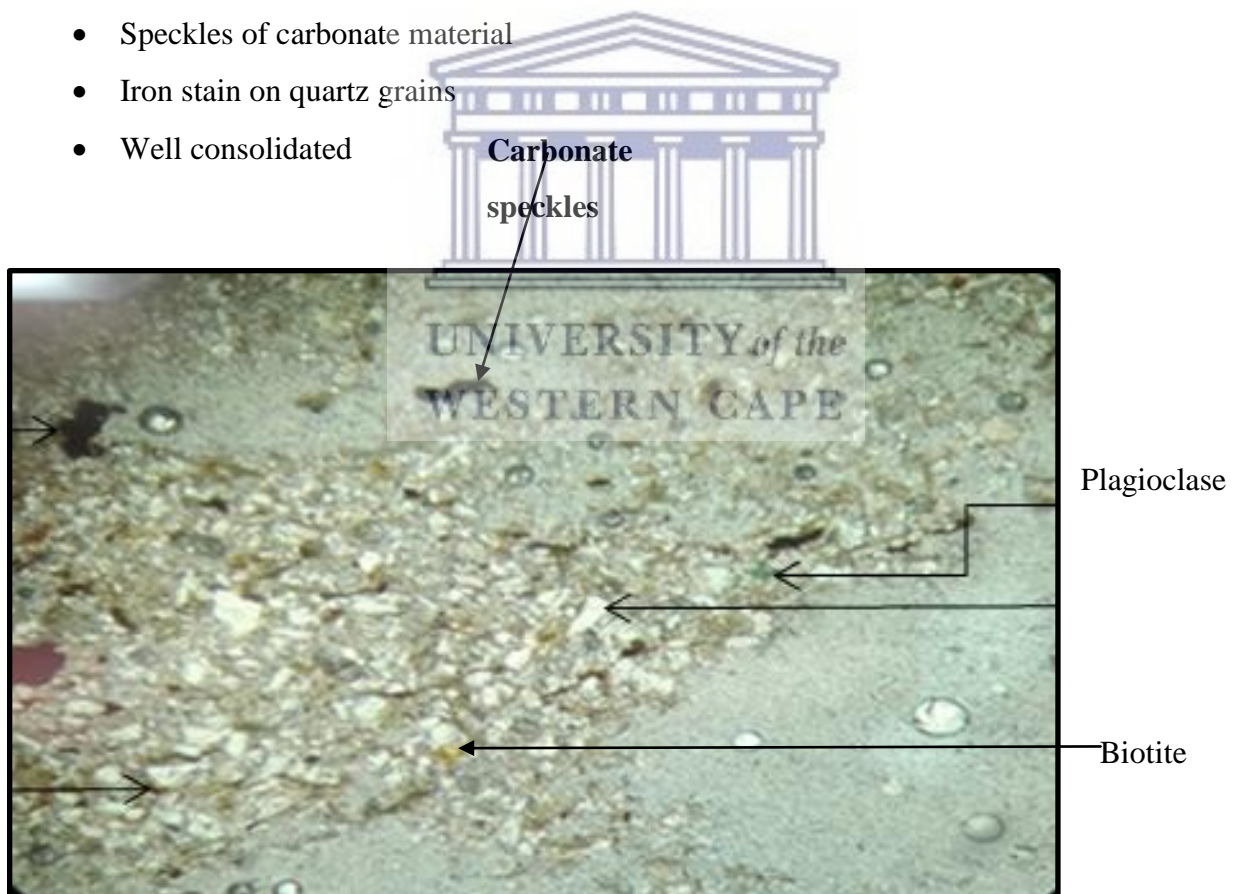 • Speckles of carbonate material
• Iron stain on quartz grains
• Well consolidated
Carbonate
speckles
UNIVERSITY of the
WESTERN CAPE
Plagioclase
Biotite